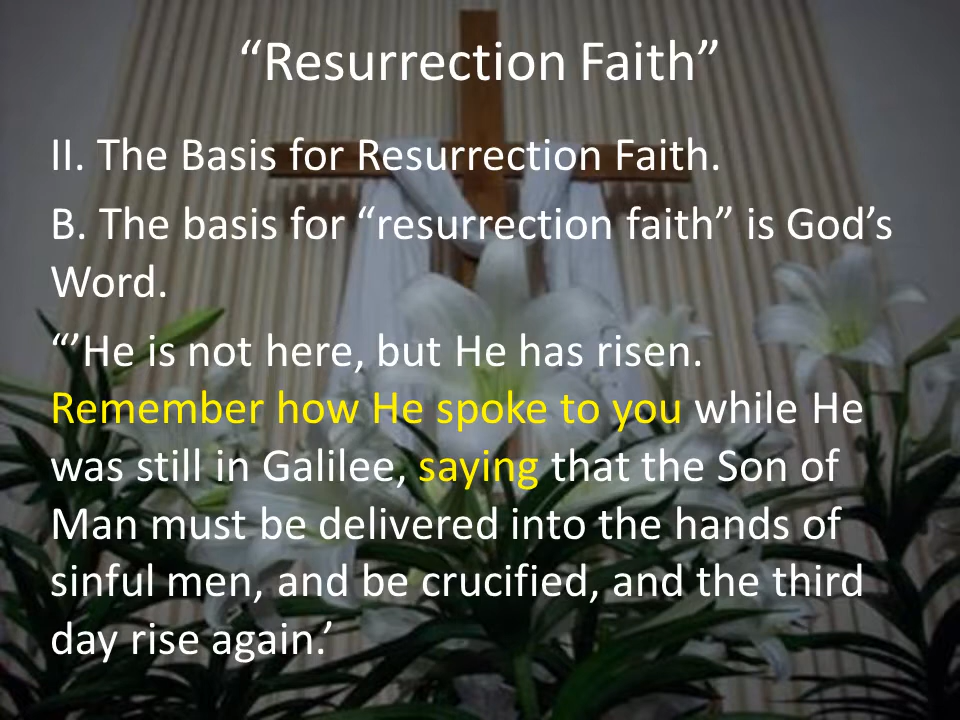 “Resurrection Faith”
II. The Basis for Resurrection Faith.
B. The basis for “resurrection faith” is God’s
Word.
“’He is not here, but He has risen.
Remember how He spoke to you while He
was still in Galilee, saying that the Son of
Man must be delivered into the hands of
sinful men, and be crucified, and the third
day rise again.’